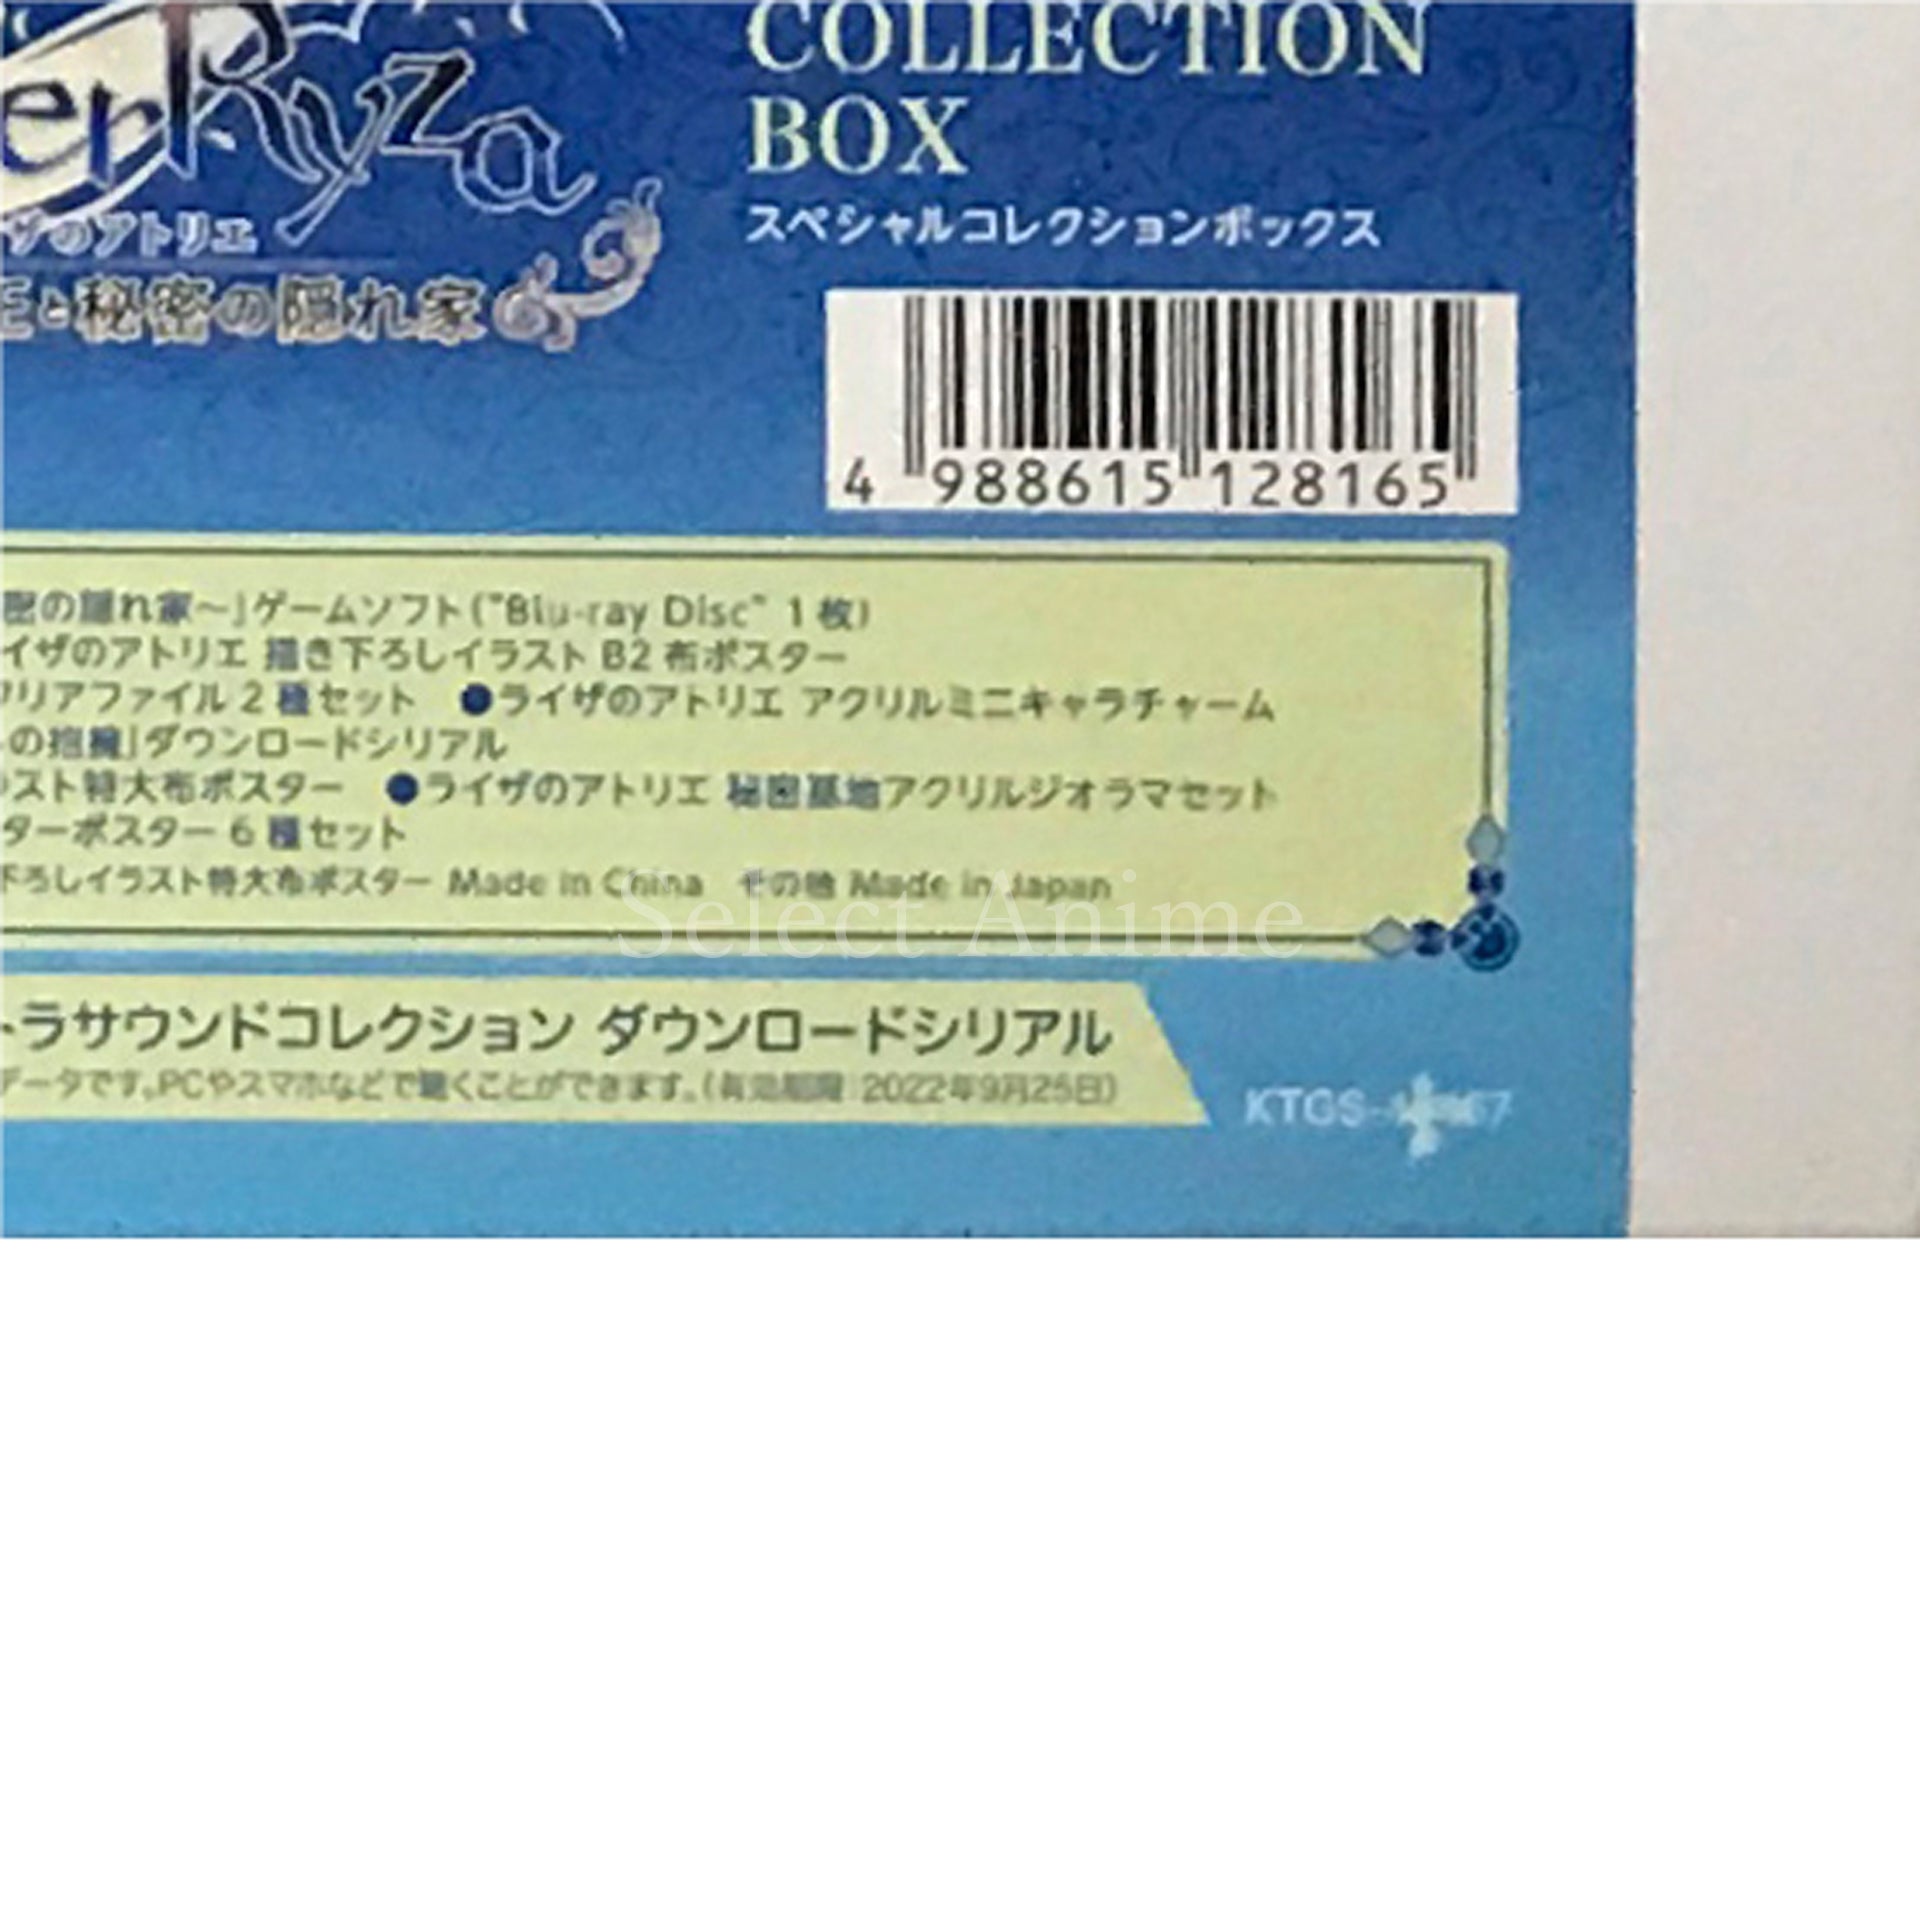 COLLECTION
BOX
スペシャルコレクションボックス
er Ryza
ザのアトリエ
と秘密の隠れ家
4 988615 128165
密の隠れ家～」ゲームソフト("Blu-ray Disc" 1枚)
イザのアトリエ 描き下ろしイラスト B2 布ポスター
リアファイル 2 種セット ●ライザのアトリエ アクリルミニキャラチャーム
の抱擁」ダウンロードシリアル
スト特大布ポスター ●ライザのアトリエ 秘密基地アクリルジオラマセット
ターポスター 6 種セット
下ろしイラスト特大布ポスター Made in China その他 Made in Japan
Select Anime
トラサウンドコレクション ダウンロードシリアル
データです。PCやスマホなどで聴くことができます。(有効期限:2022年9月25日)
KTGS-